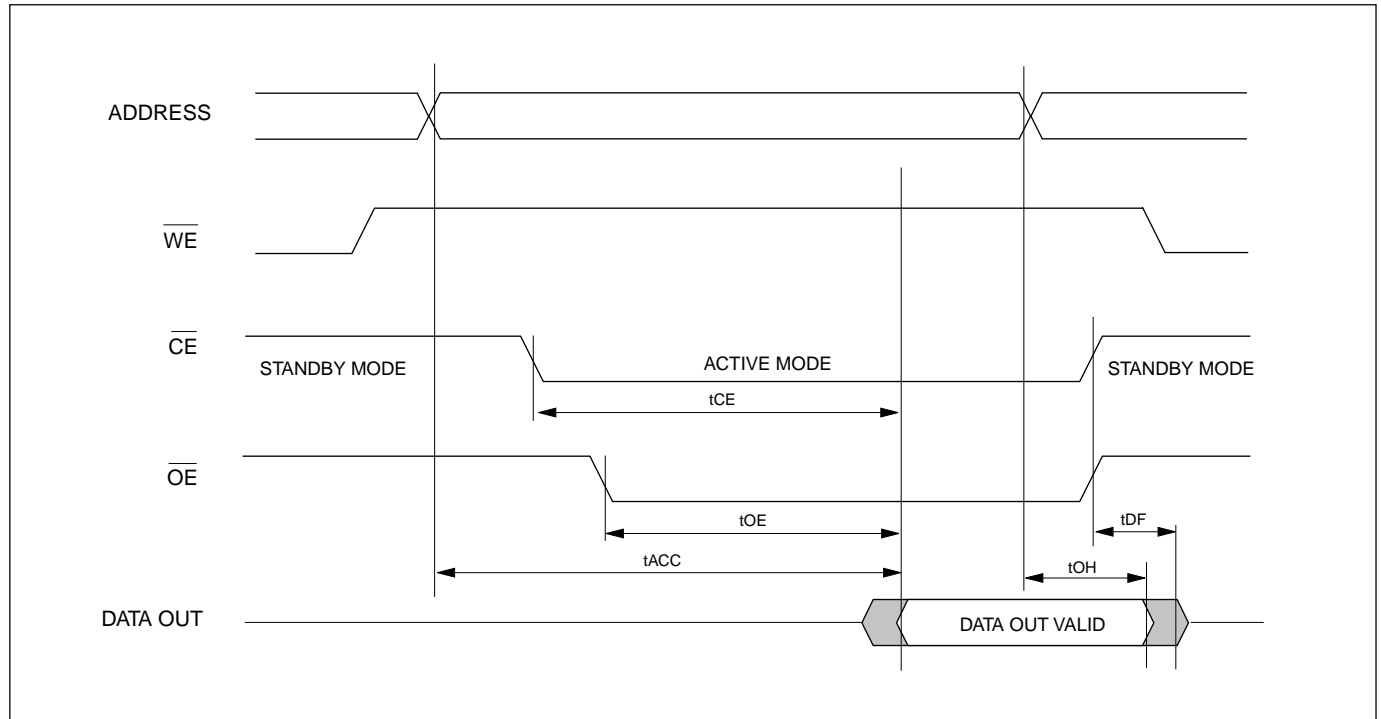 ADDRESS
WE
CE
STANDBY MODE
ACTIVE MODE
STANDBY MODE
tCE
OE
tOE
tDF
tACC
tOH
DATA OUT
DATA OUT VALID